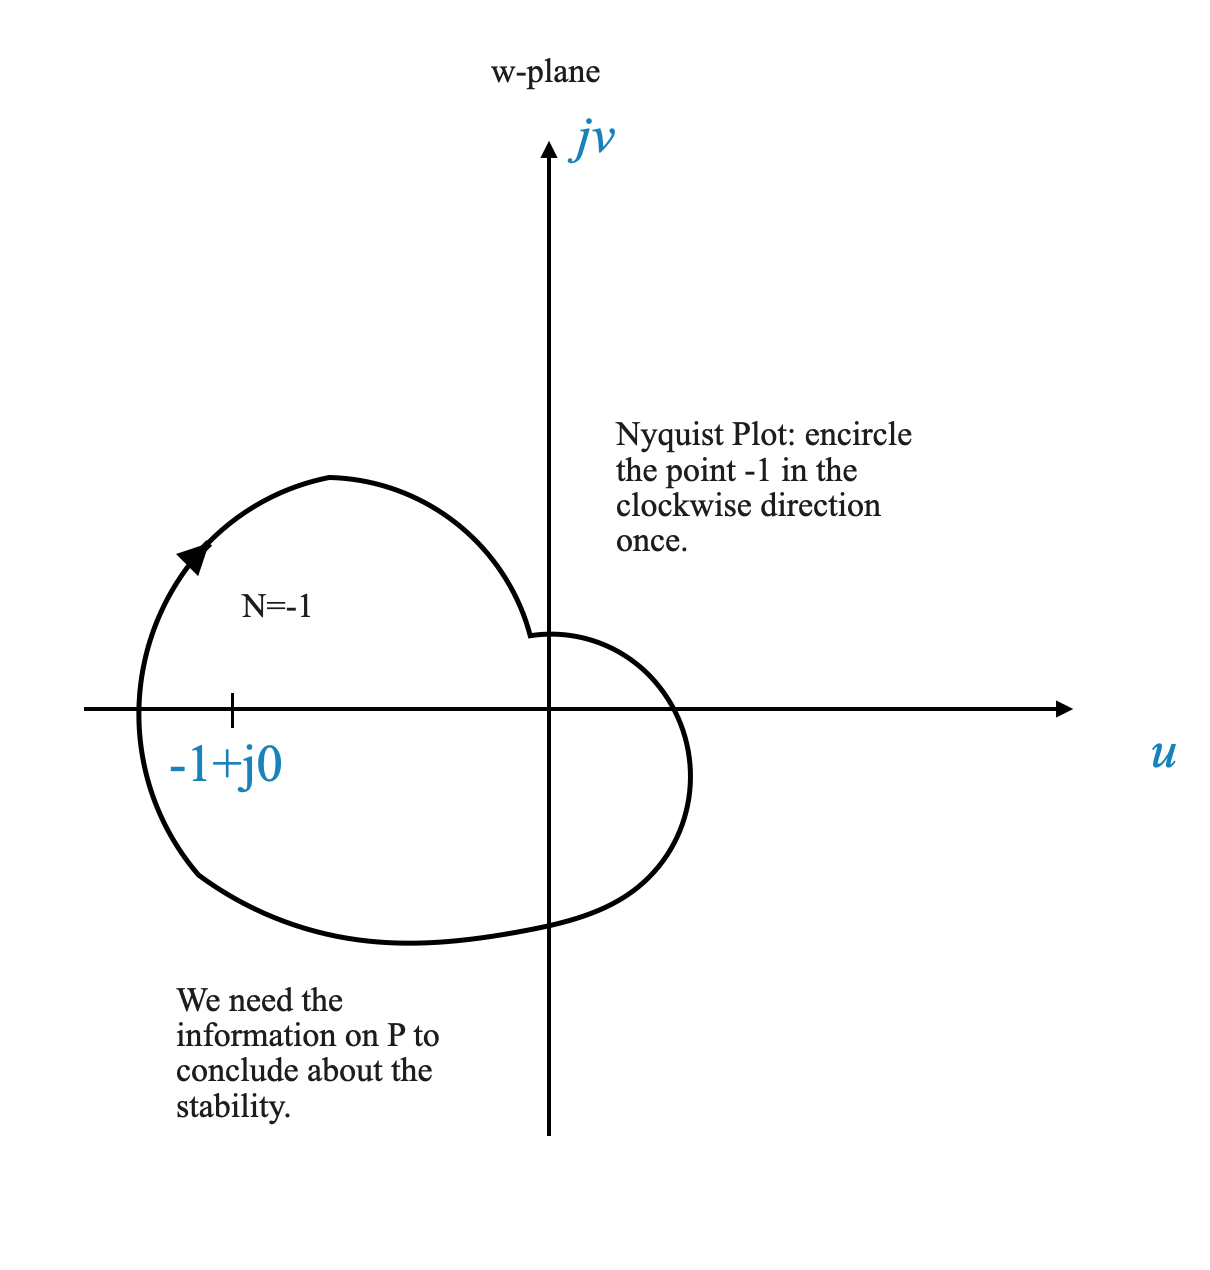 w-plane
jv
Nyquist Plot: encircle
the point -1 in the
clockwise direction
once.
N=-1
-1+j0
u
We need the
information on P to
conclude about the
stability.